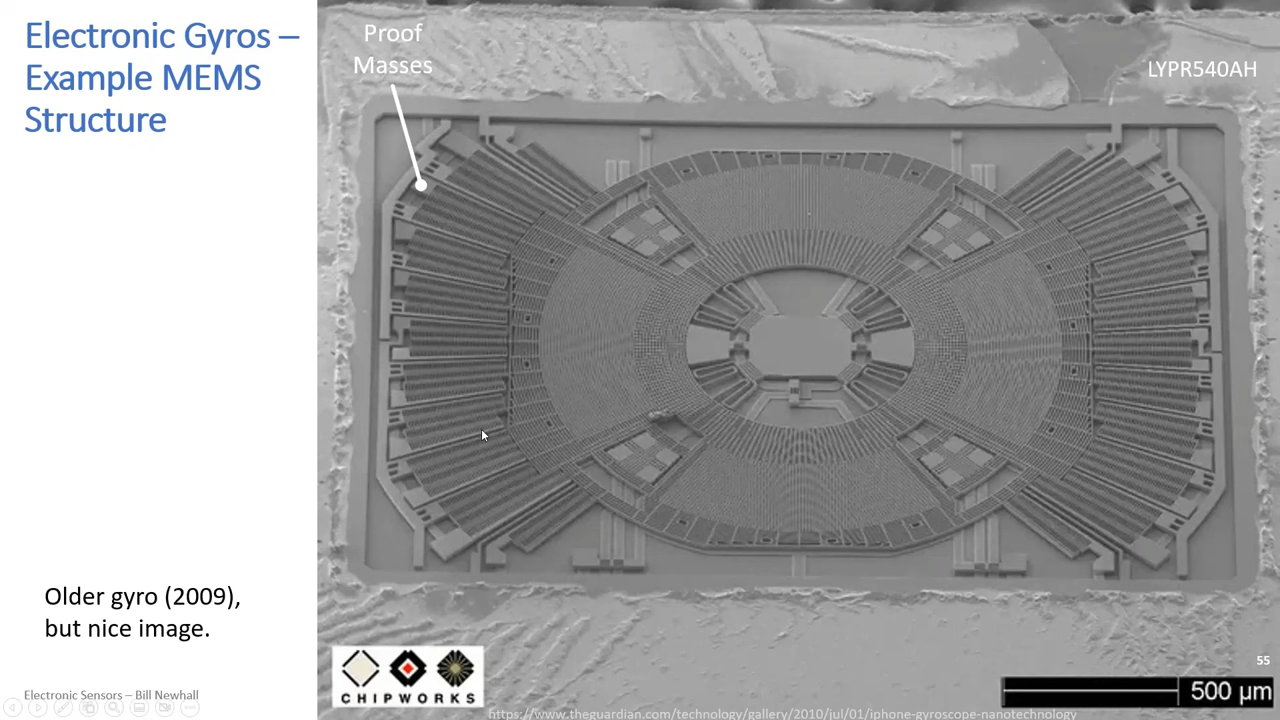 Electronic Gyros –
Example MEMS
Structure
Proof
Masses
LYPR540AH
Older gyro (2009),
but nice image.
CHIPWORKS
55
500 µm
Electronic Sensors – Bill Newhall
https://www.theguardian.com/technology/gallery/2010/jul/01/iphone-gyroscope-nanotechnology